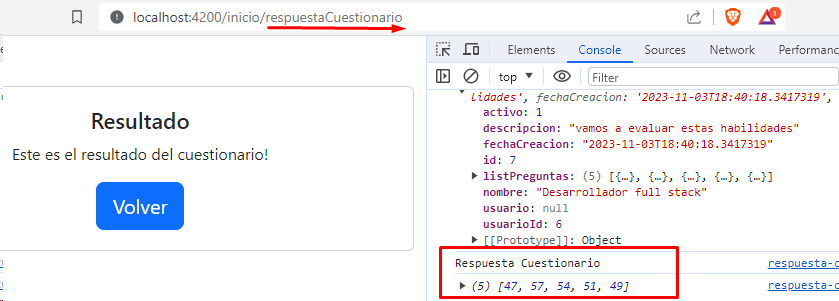 localhost:4200/inicio/respuestaCuestionario
1
Elements Console Sources Network Performanc
top Filter
Resultado
Este es el resultado del cuestionario!
Volver
lidades', fechaCreacion: '2023-11-03T18:40:18.3417319',
activo: 1
descripcion: "vamos a evaluar estas habilidades"
fechaCreacion: "2023-11-03T18:40:18.3417319"
id: 7
listPreguntas: (5) [{…}, {…}, {…}, {…}, {…}]
nombre: "Desarrollador full stack"
usuario: null
usuarioId: 6
[[Prototype]]: Object
Respuesta Cuestionario respuesta-c
(5) [47, 57, 54, 51, 49] respuesta-c